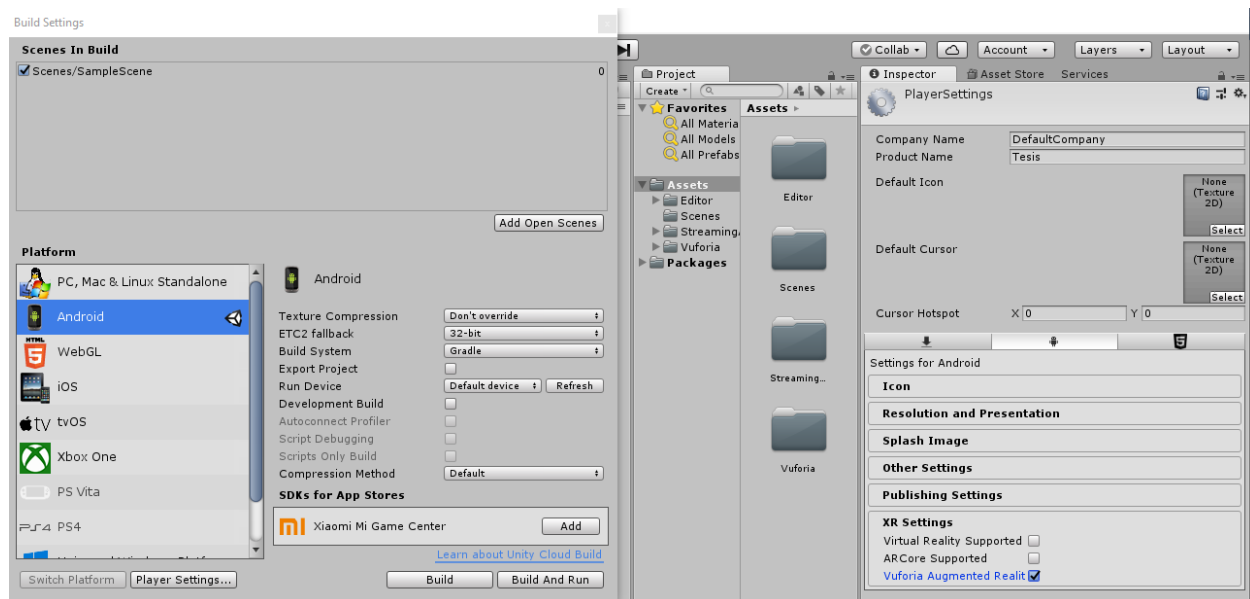 Build Settings
Scenes In Build
Scenes/SampleScene 0
Add Open Scenes
Platform
PC, Mac & Linux Standalone
Android
WebGL
HTML
iOS
tvOS
tv
Xbox One
PS Vita
PS4
Android
Texture Compression Don't override
ETC2 fallback 32-bit
Build System Gradle
Export Project
Run Device Default device Refresh
Development Build
Autoconnect Profiler
Script Debugging
Scripts Only Build
Compression Method Default
SDKs for App Stores
Xiaomi Mi Game Center Add
Learn about Unity Cloud Build
Switch Platform Player Settings... Build Build And Run
Collab Account Layers Layout
Project
Create
Favorites
All Materia
All Models
All Prefabs
Assets
Editor
Scenes
Streaming
Vuforia
Packages
Assets
Editor
Scenes
Streaming...
Vuforia
Inspector Asset Store Services
PlayerSettings
Company Name DefaultCompany
Product Name Tesis
Default Icon
None
(Texture
2D)
Select
Default Cursor
None
(Texture
2D)
Select
Cursor Hotspot X 0 Y 0
Settings for Android
Icon
Resolution and Presentation
Splash Image
Other Settings
Publishing Settings
XR Settings
Virtual Reality Supported
ARCore Supported
Vuforia Augmented Realit